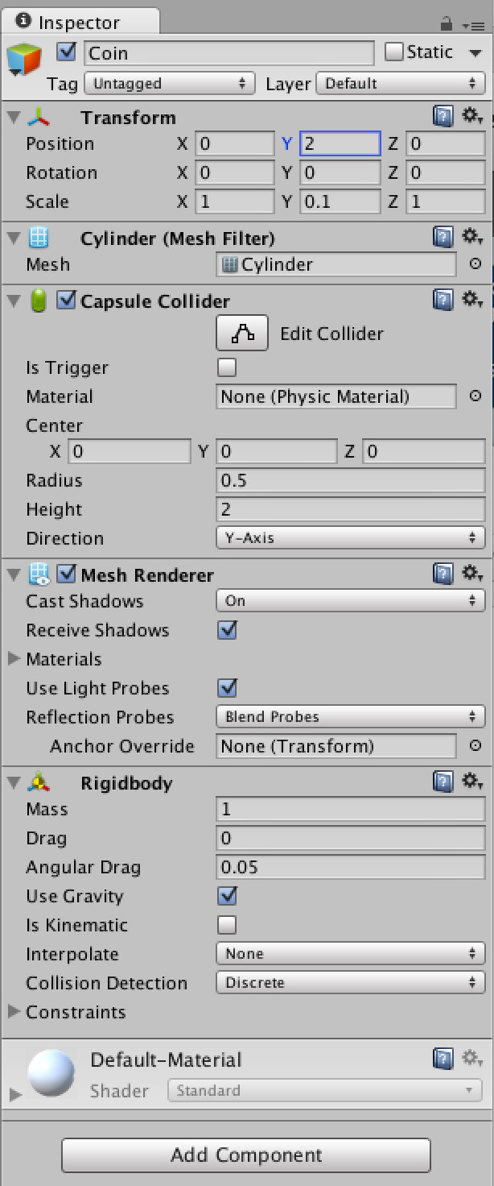 Inspector
Coin Static
Tag Untagged Layer Default
Transform
Position X 0 Y 2 Z 0
Rotation X 0 Y 0 Z 0
Scale X 1 Y 0.1 Z 1
Cylinder (Mesh Filter)
Mesh Cylinder
Capsule Collider
Edit Collider
Is Trigger
Material None (Physic Material)
Center
X 0 Y 0 Z 0
Radius 0.5
Height 2
Direction Y-Axis
Mesh Renderer
Cast Shadows On
Receive Shadows
Materials
Use Light Probes
Reflection Probes Blend Probes
Anchor Override None (Transform)
Rigidbody
Mass 1
Drag 0
Angular Drag 0.05
Use Gravity
Is Kinematic
Interpolate None
Collision Detection Discrete
Constraints
Default-Material
Shader Standard
Add Component